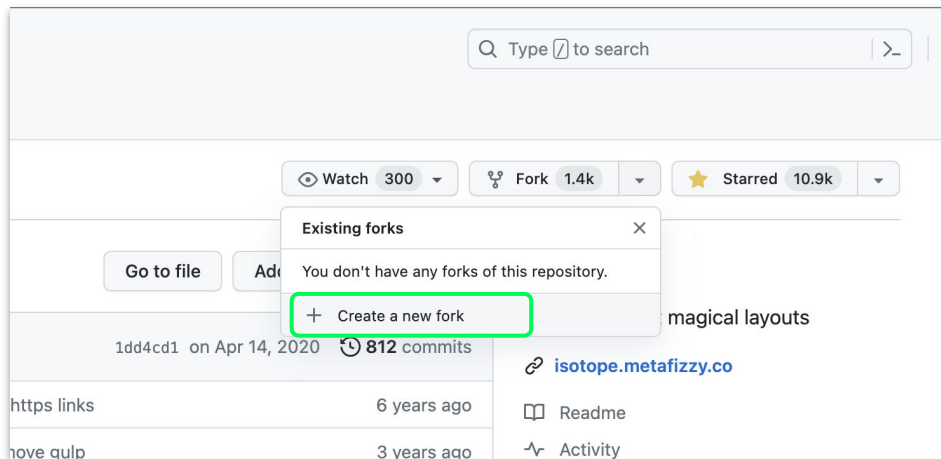 Type / to search
Watch 300
Fork 1.4k
Starred 10.9k
Existing forks
You don't have any forks of this repository.
Create a new fork
Go to file
magical layouts
1dd4cd1 on Apr 14, 2020
812 commits
isotope.metafizzy.co
https links
6 years ago
Readme
gulp
3 years ago
Activity